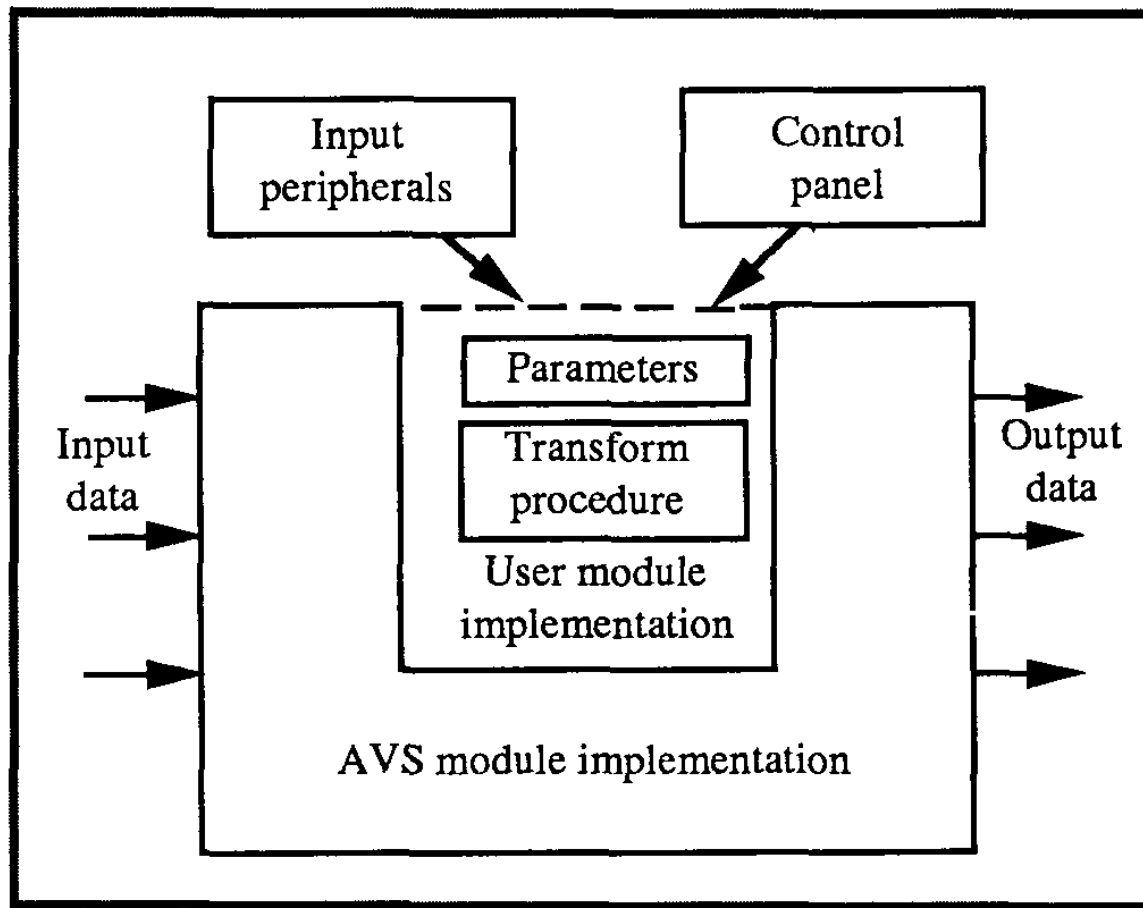 Input
peripherals
Control
panel
Parameters
Transform
procedure
User module
implementation
Input
data
Output
data
AVS module implementation